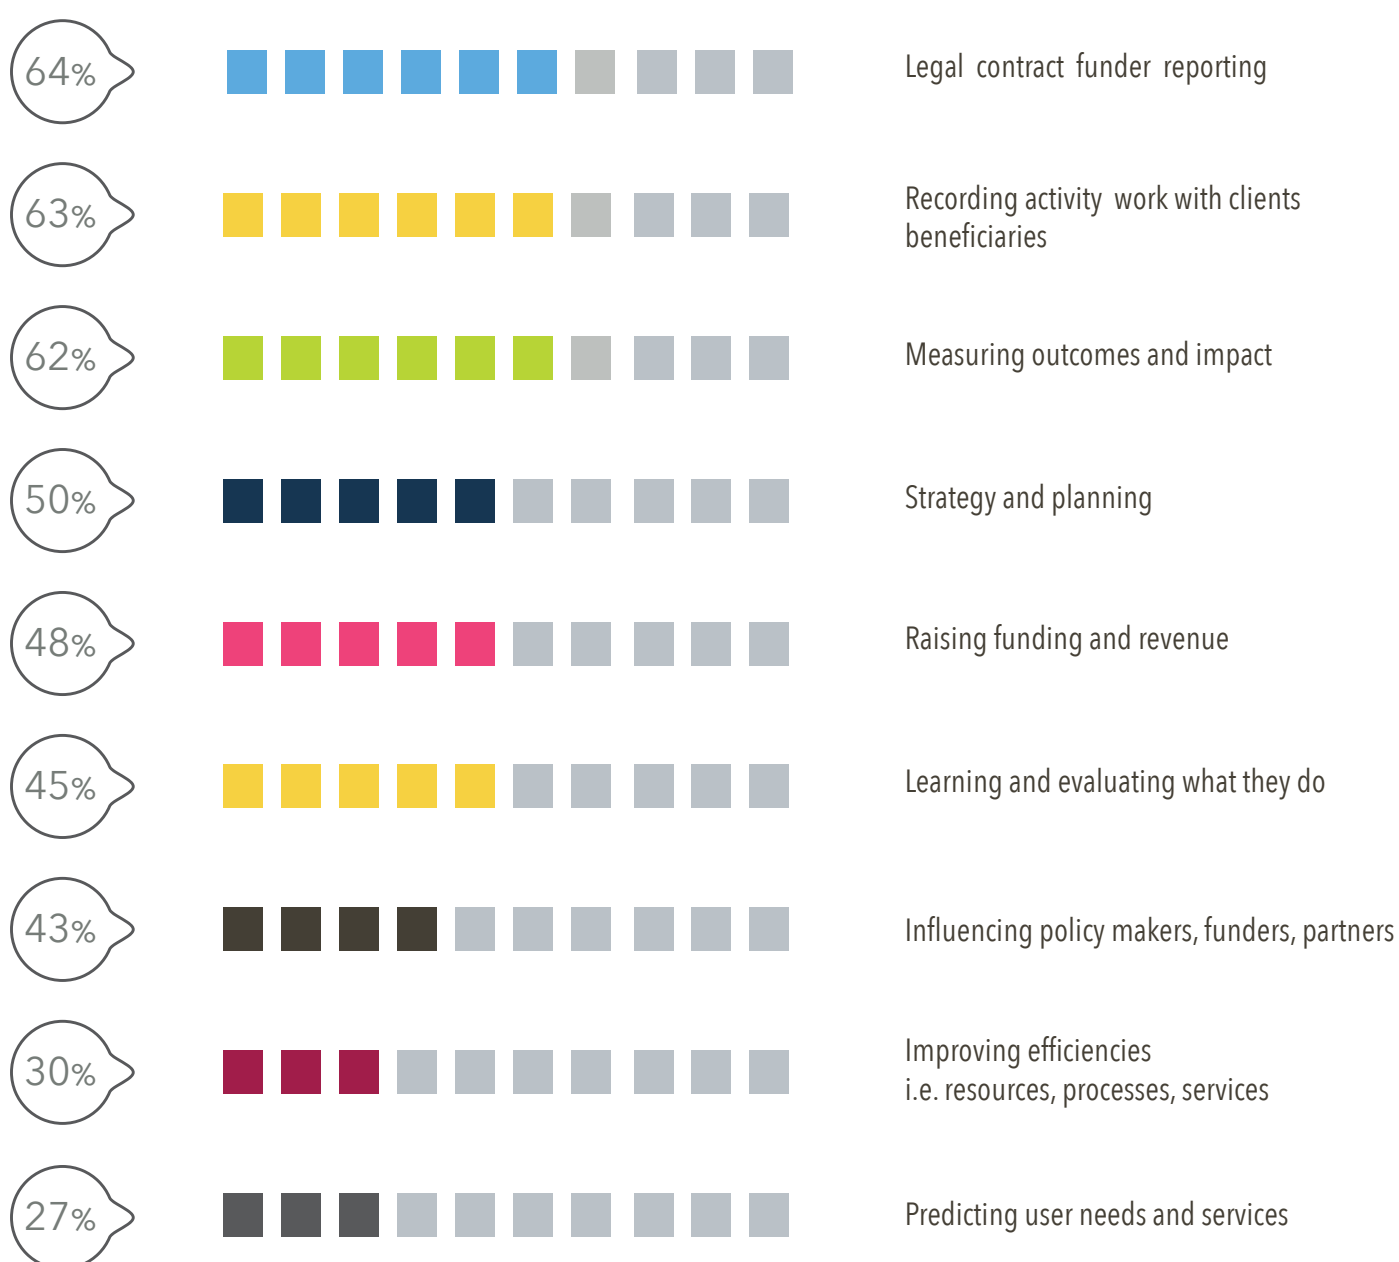 64%
Legal contract funder reporting
63%
Recording activity work with clients
beneficiaries
62%
Measuring outcomes and impact
50%
Strategy and planning
48%
Raising funding and revenue
45%
Learning and evaluating what they do
43%
Influencing policy makers, funders, partners
30%
Improving efficiencies
i.e. resources, processes, services
27%
Predicting user needs and services